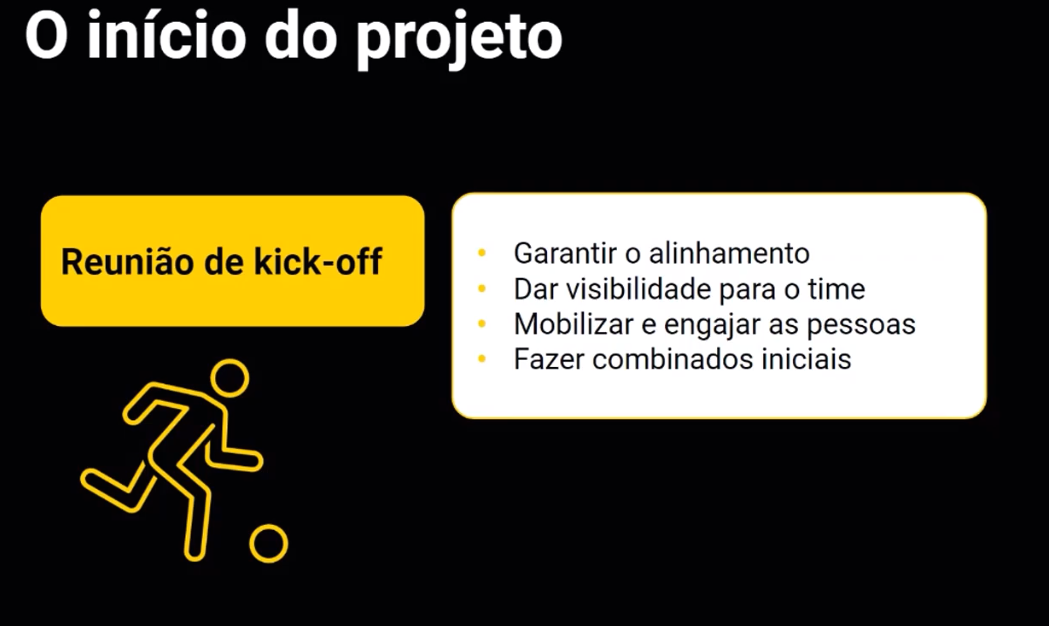 O início do projeto
Reunião de kick-off
• Garantir o alinhamento
• Dar visibilidade para o time
• Mobilizar e engajar as pessoas
• Fazer combinados iniciais